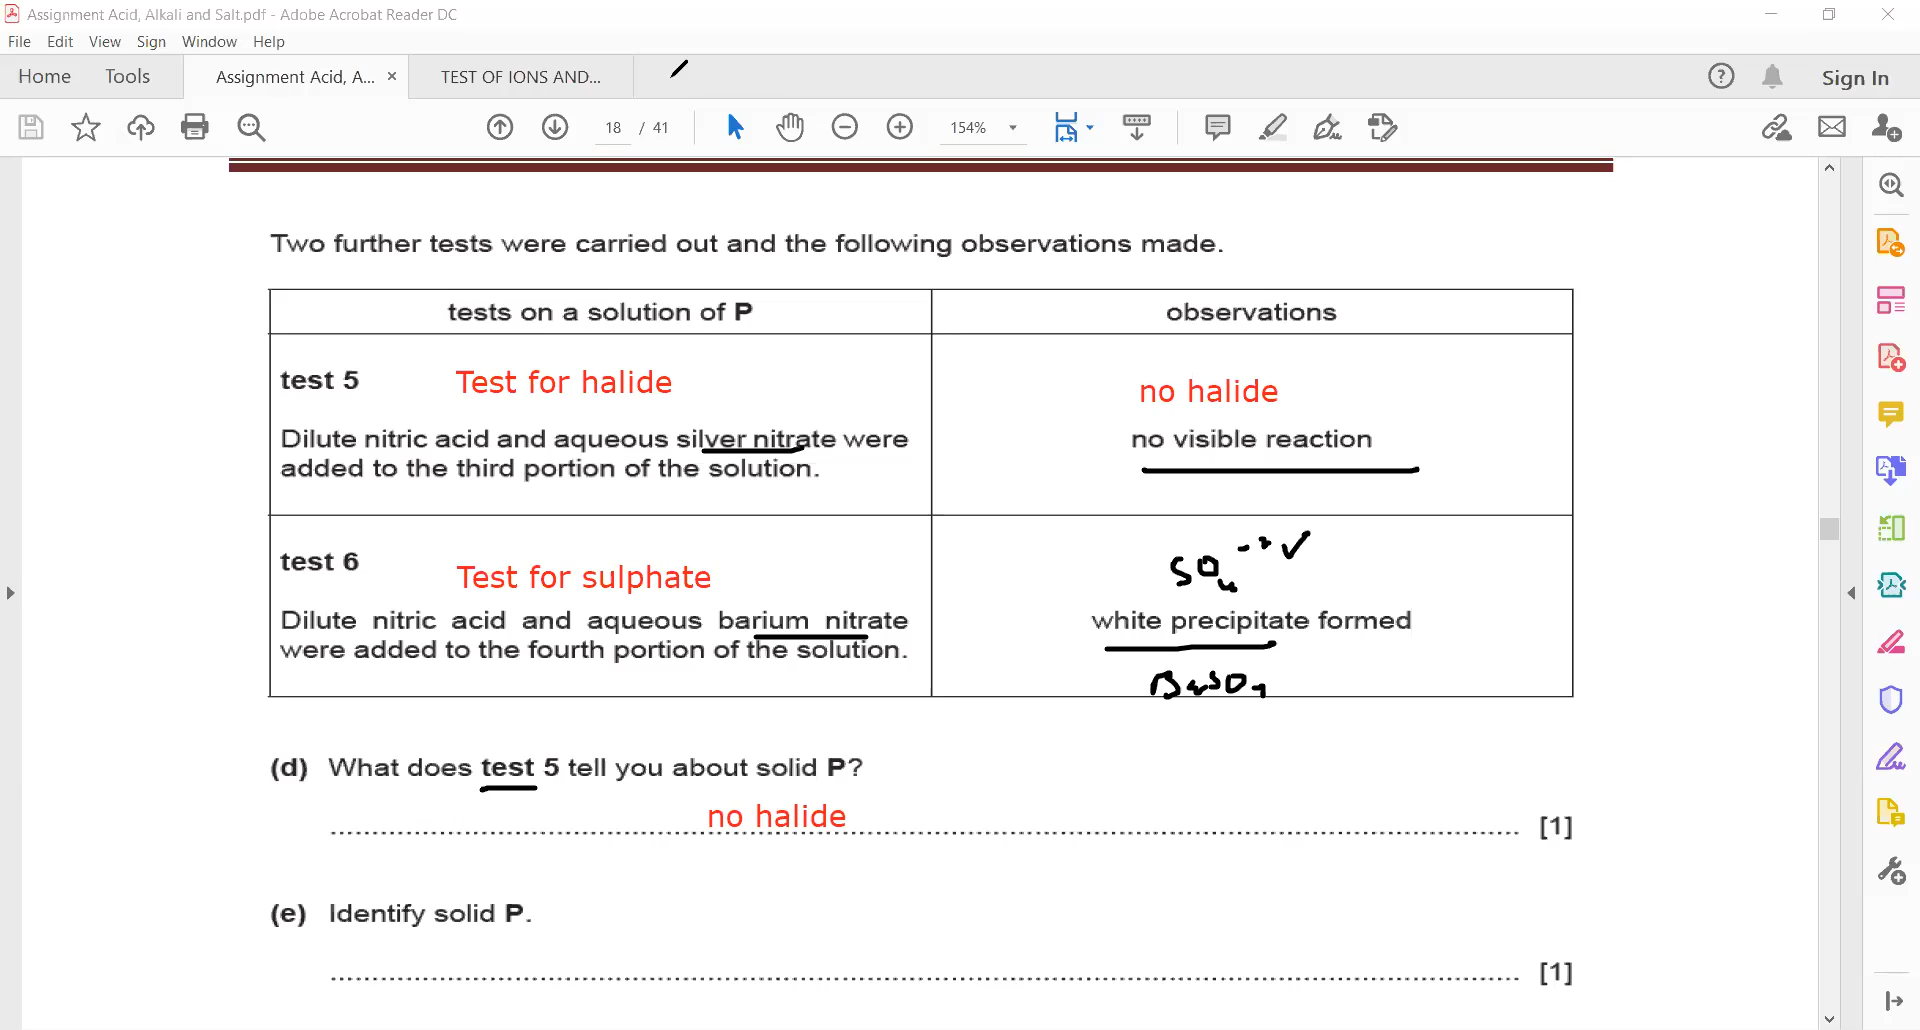 Assignment Acid, Alkali and Salt.pdf - Adobe Acrobat Reader DC
File Edit View Sign Window Help
Home Tools Assignment Acid, A... × TEST OF IONS AND... Sign In
18 / 41 154%
Two further tests were carried out and the following observations made.
tests on a solution of P observations
test 5 Test for halide no halide
Dilute nitric acid and aqueous silver nitrate were no visible reaction
added to the third portion of the solution.
SO4-2 ✓
test 6 Test for sulphate
Dilute nitric acid and aqueous barium nitrate white precipitate formed
were added to the fourth portion of the solution.
BaSO4
(d) What does test 5 tell you about solid P?
no halide
[1]
(e) Identify solid P.
[1]